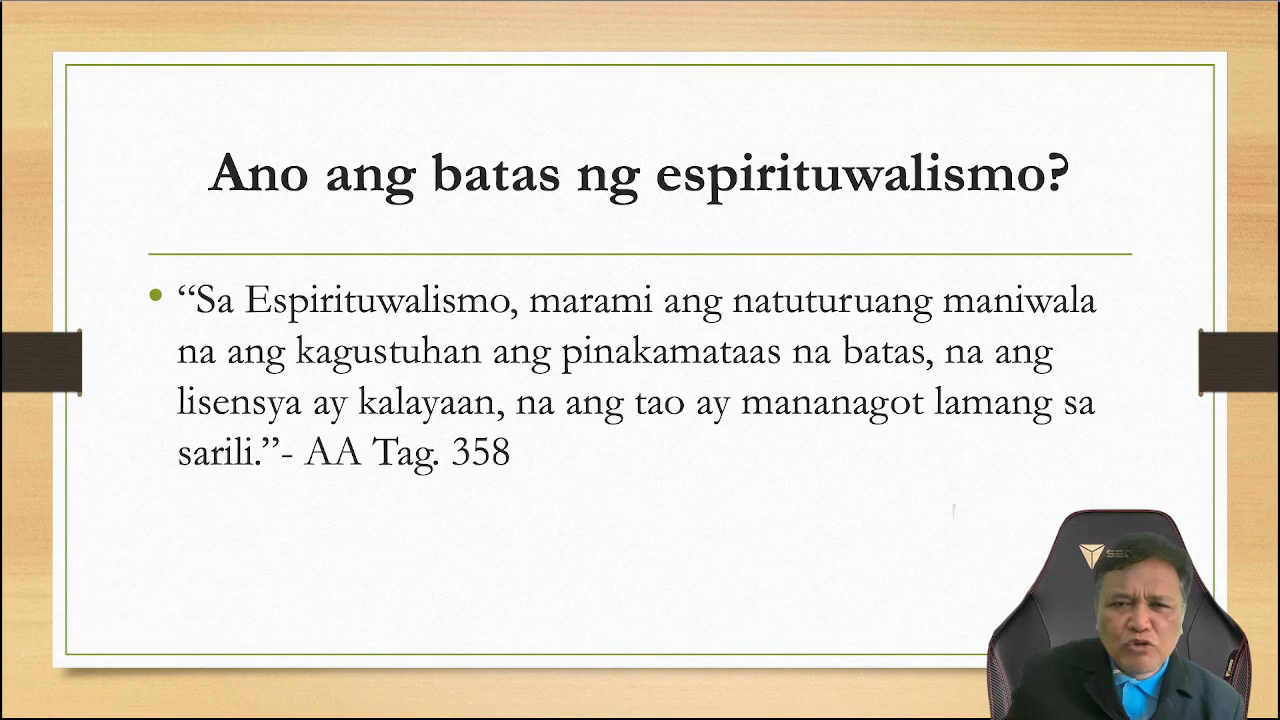 Ano ang batas ng espirituwalismo?
“Sa Espirituwalismo, marami ang natuturuang maniwala
na ang kagustuhan ang pinakamataas na batas, na ang
lisensya ay kalayaan, na ang tao ay mananagot lamang sa
sarili.”- AA Tag. 358